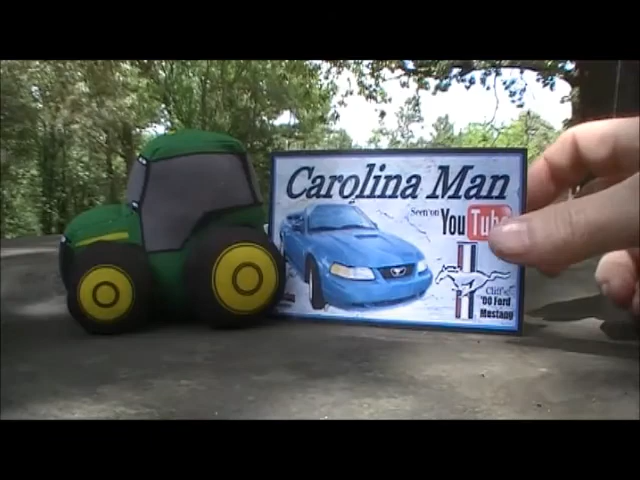 Carolina Man
Seen on
YouTube
Cliff's
'00 Ford
Mustang